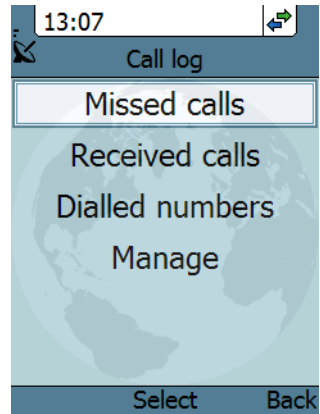 13:07
Call log
Missed calls
Received calls
Dialled numbers
Manage
Select Back